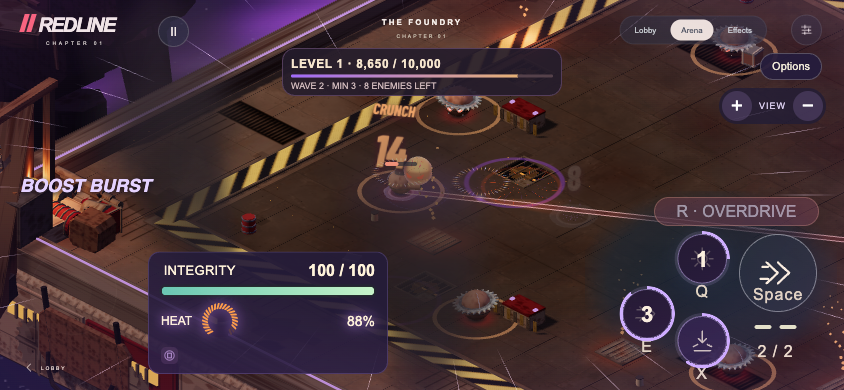 REDLINE
CHAPTER 01
THE FOUNDRY
CHAPTER 01
Lobby
Arena
Effects
Options
LEVEL 1 · 8,650 / 10,000
WAVE 2 · MIN 3 · 8 ENEMIES LEFT
+ VIEW −
CRUNCH
14
8
BOOST BURST
R · OVERDRIVE
1
Q
Space
3
E
X
2 / 2
INTEGRITY 100 / 100
HEAT 88%
LOBBY